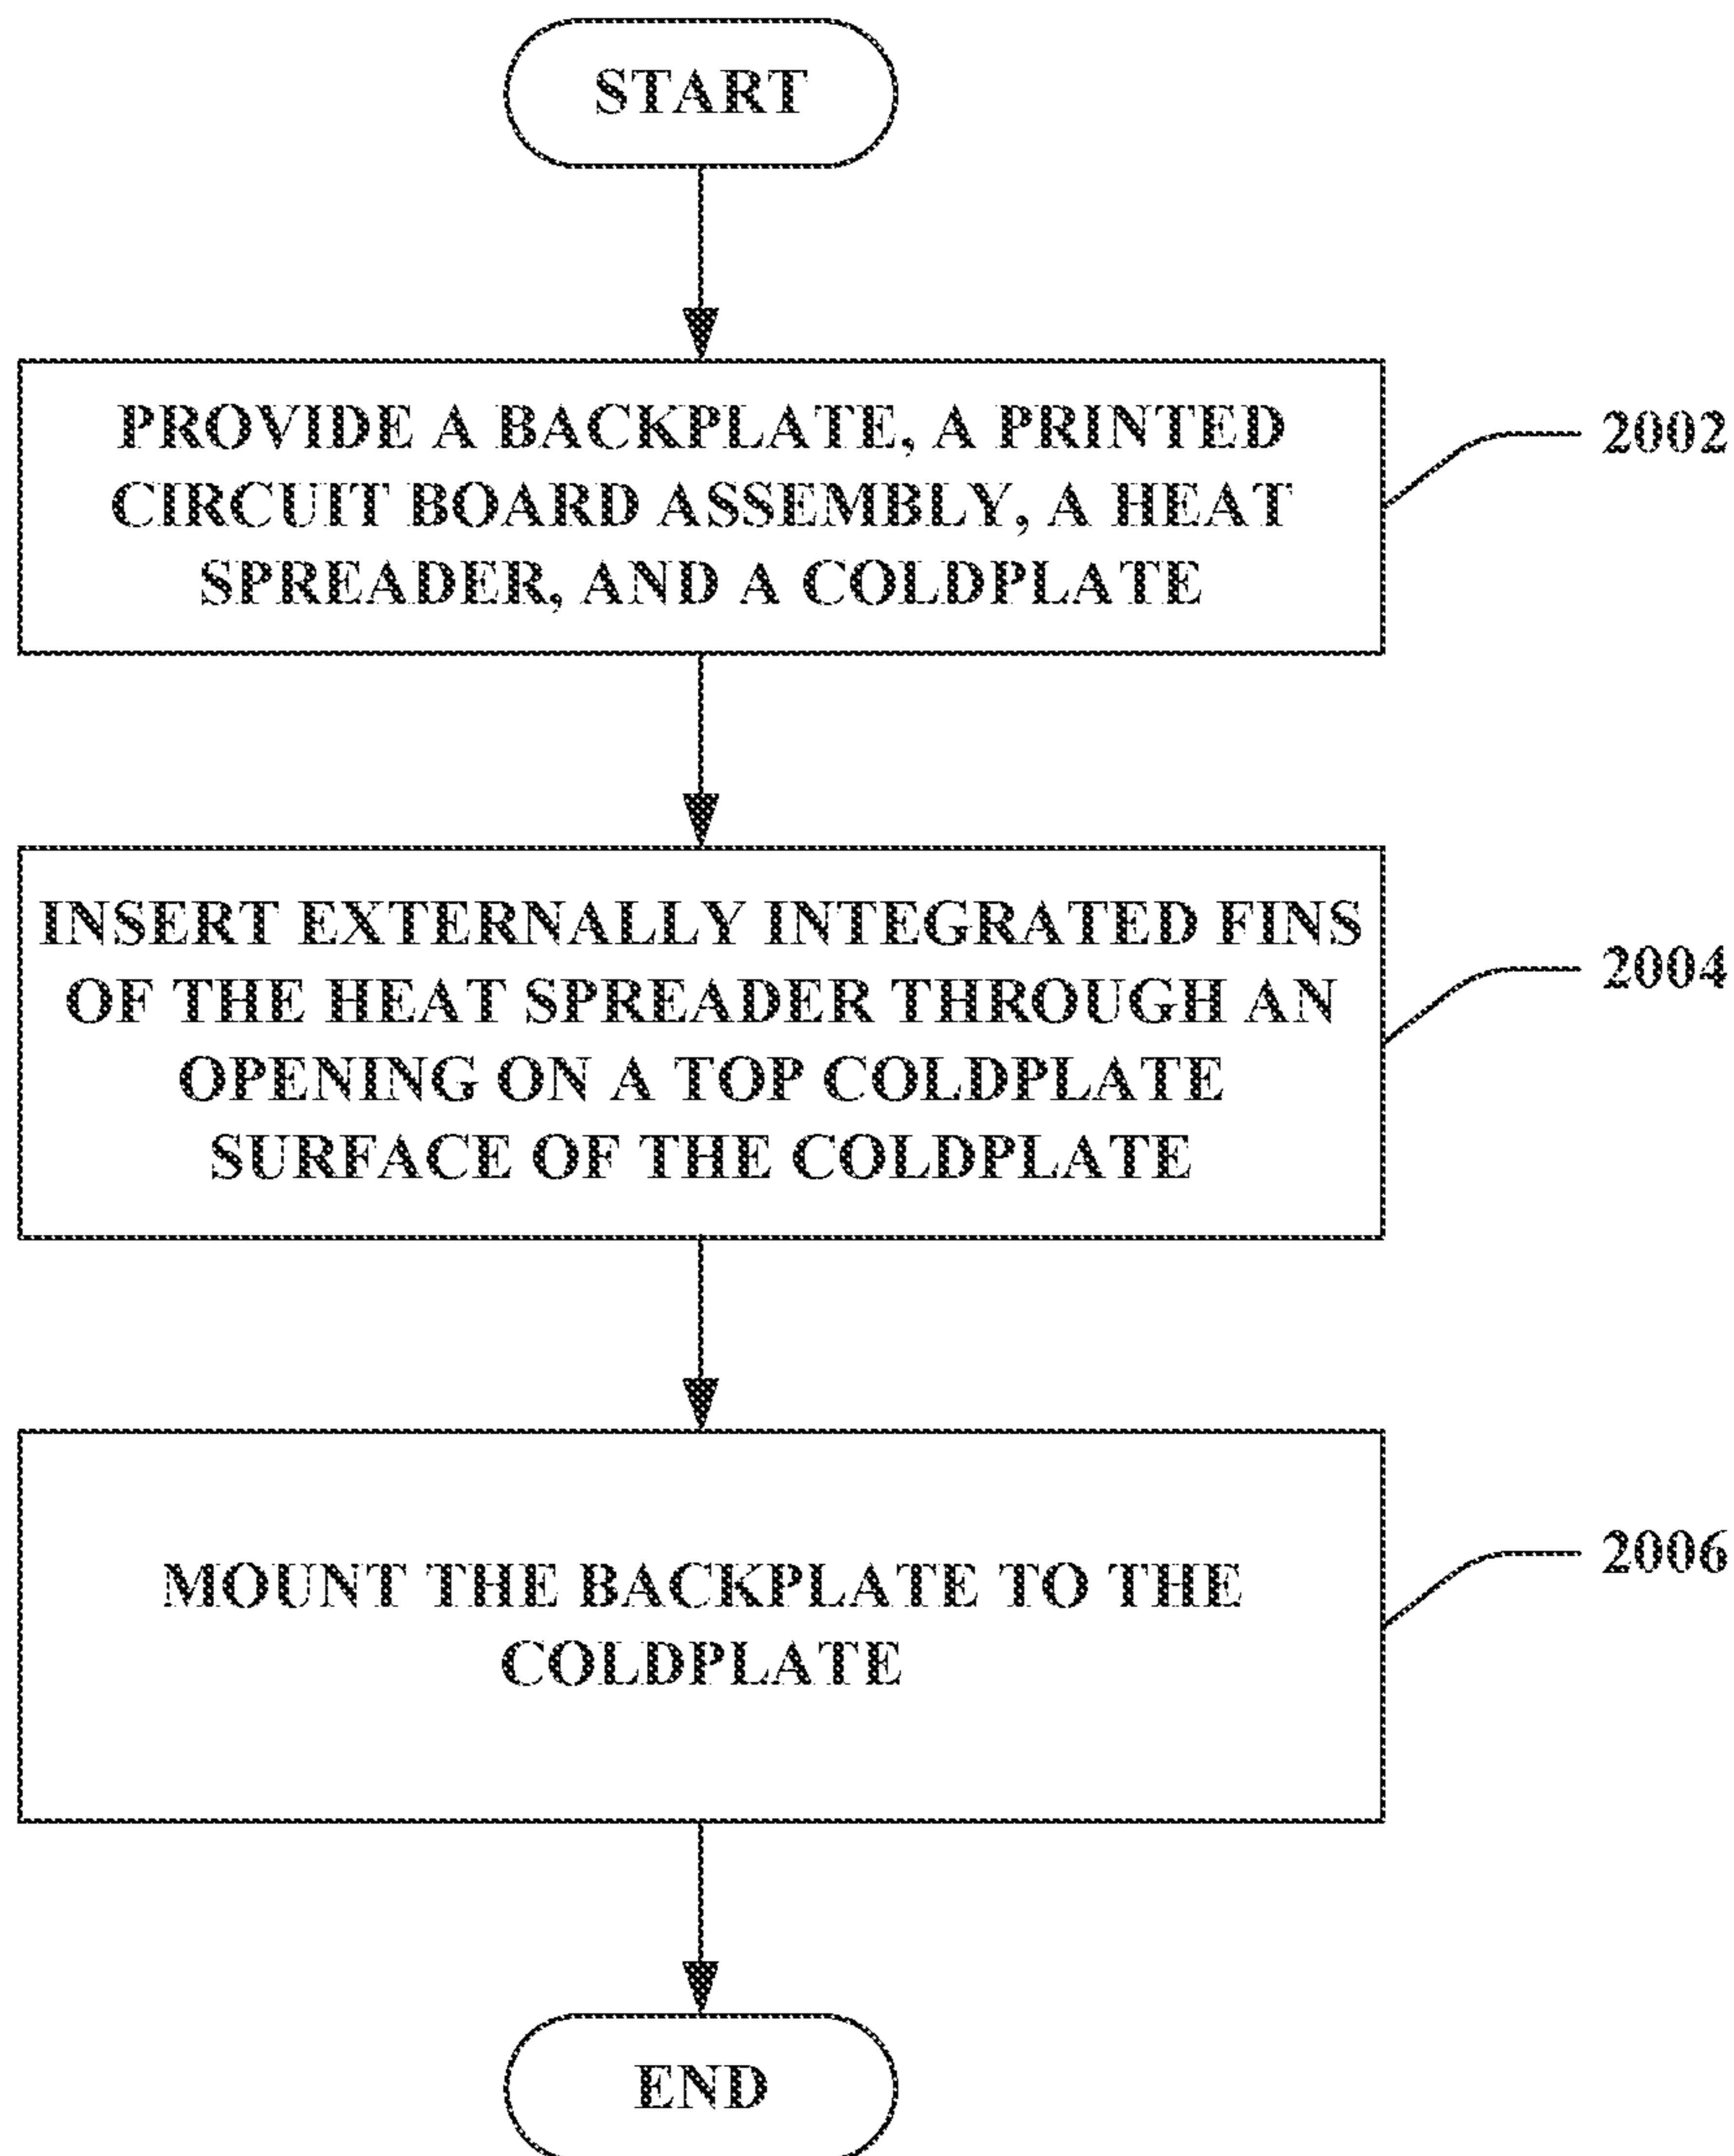 START
PROVIDE A BACKPLATE, A PRINTED
CIRCUIT BOARD ASSEMBLY, A HEAT
SPREADER, AND A COLDPLATE
2002
INSERT EXTERNALLY INTEGRATED FINS
OF THE HEAT SPREADER THROUGH AN
OPENING ON A TOP COLDPLATE
SURFACE OF THE COLDPLATE
2004
MOUNT THE BACKPLATE TO THE
COLDPLATE
2006
END